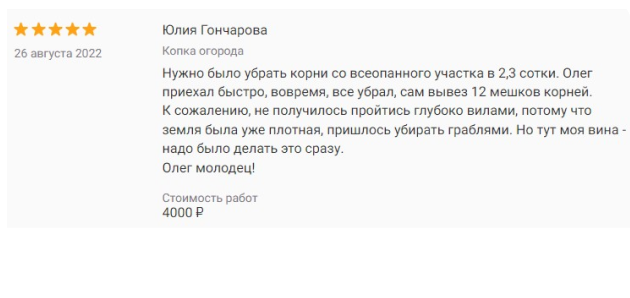 Юлия Гончарова
26 августа 2022
Копка огорода
Нужно было убрать корни со всеопанного участка в 2,3 сотки. Олег
приехал быстро, вовремя, все убрал, сам вывез 12 мешков корней.
К сожалению, не получилось пройтись глубоко вилами, потому что
земля была уже плотная, пришлось убирать граблями. Но тут моя вина -
надо было делать это сразу.
Олег молодец!
Стоимость работ
4000 ₽